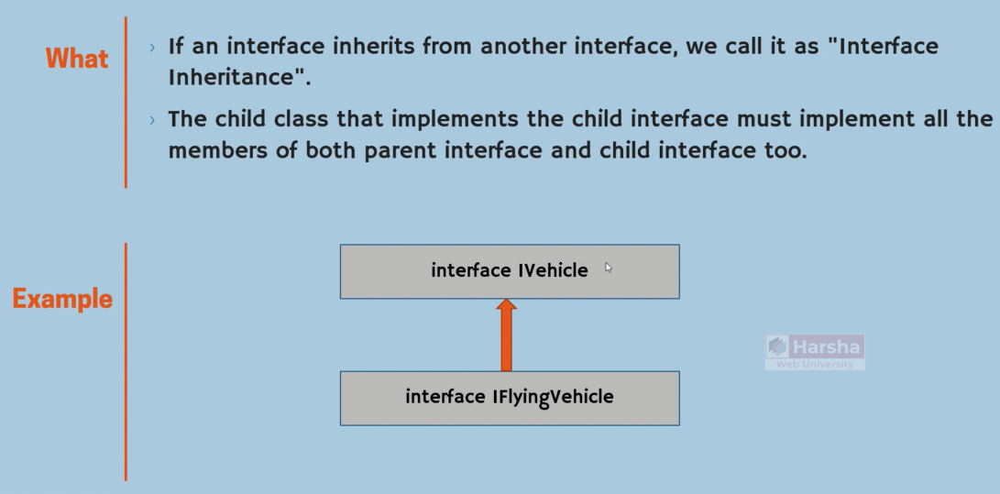 What
› If an interface inherits from another interface, we call it as "Interface
Inheritance".
› The child class that implements the child interface must implement all the
members of both parent interface and child interface too.
Example
interface IVehicle
interface IFlyingVehicle
Harsha
Web University